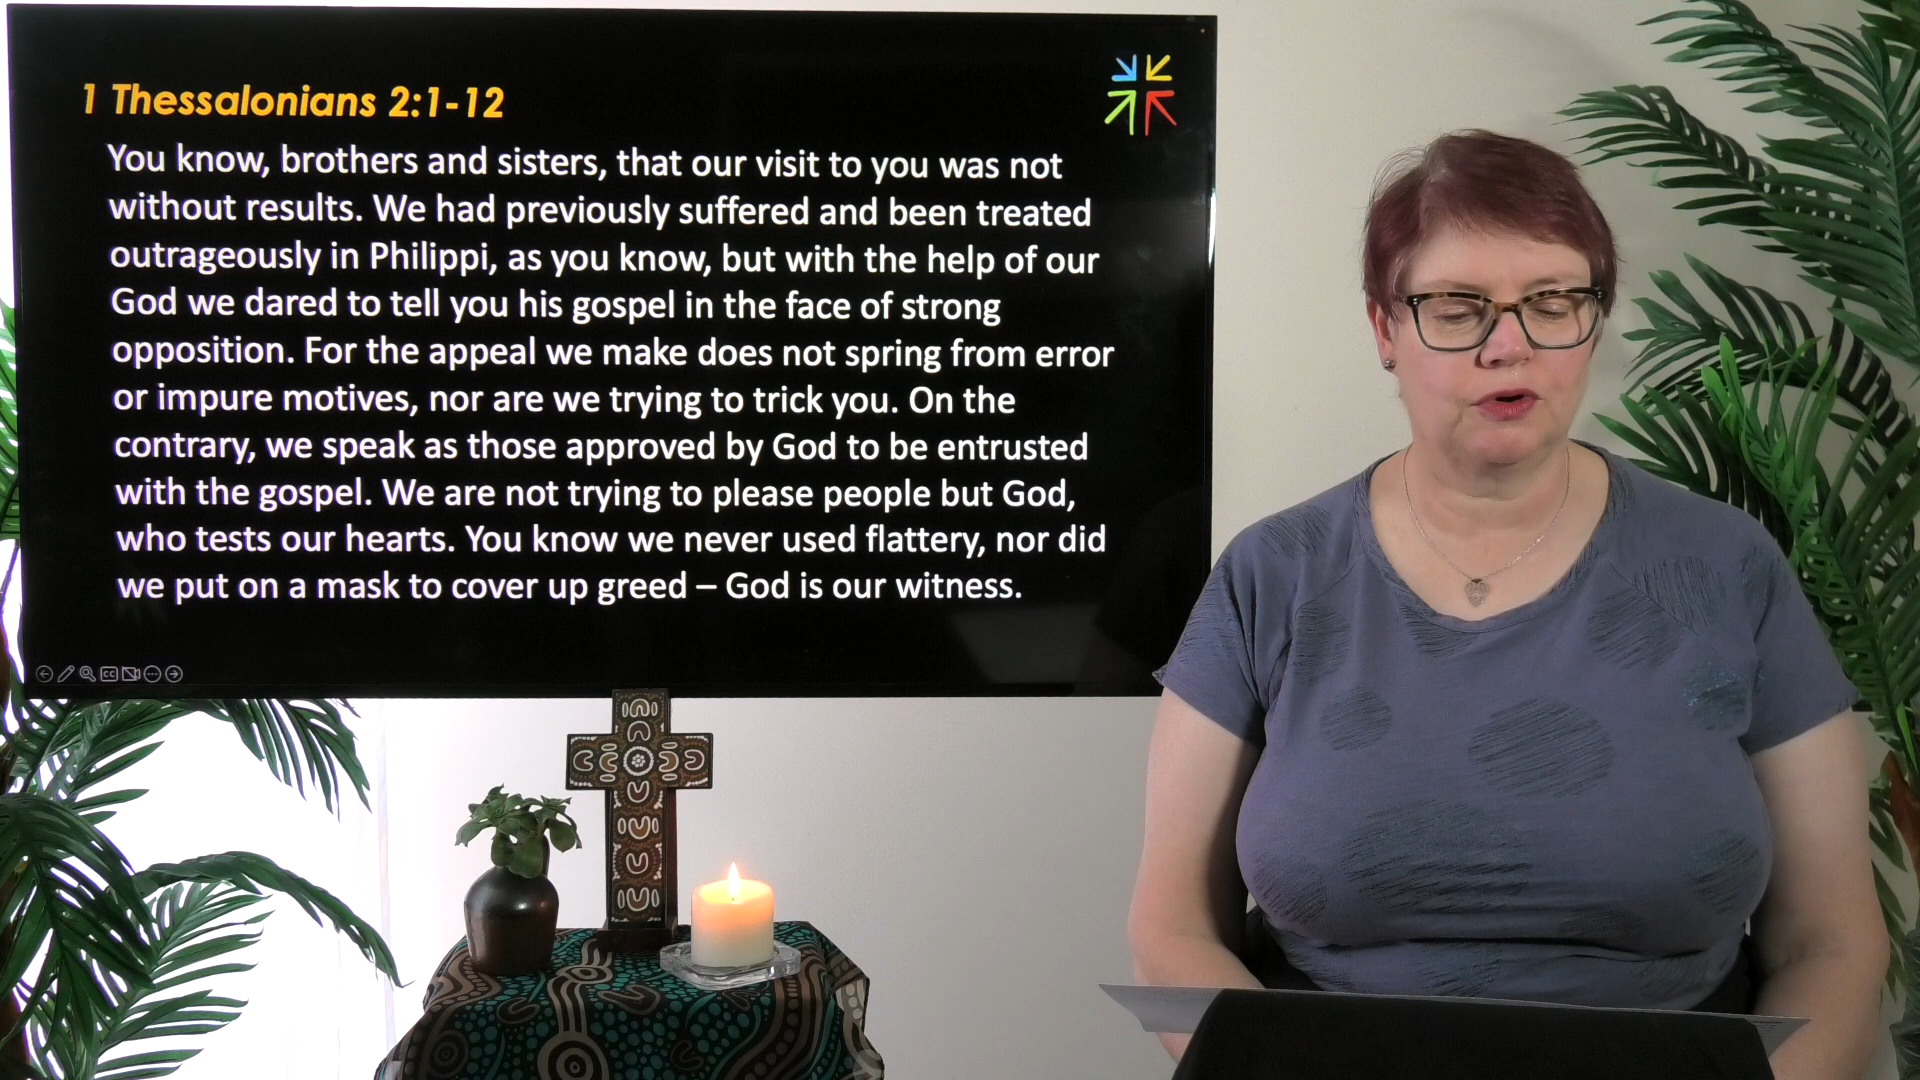 1 Thessalonians 2:1-12
You know, brothers and sisters, that our visit to you was not
without results. We had previously suffered and been treated
outrageously in Philippi, as you know, but with the help of our
God we dared to tell you his gospel in the face of strong
opposition. For the appeal we make does not spring from error
or impure motives, nor are we trying to trick you. On the
contrary, we speak as those approved by God to be entrusted
with the gospel. We are not trying to please people but God,
who tests our hearts. You know we never used flattery, nor did
we put on a mask to cover up greed – God is our witness.
CC